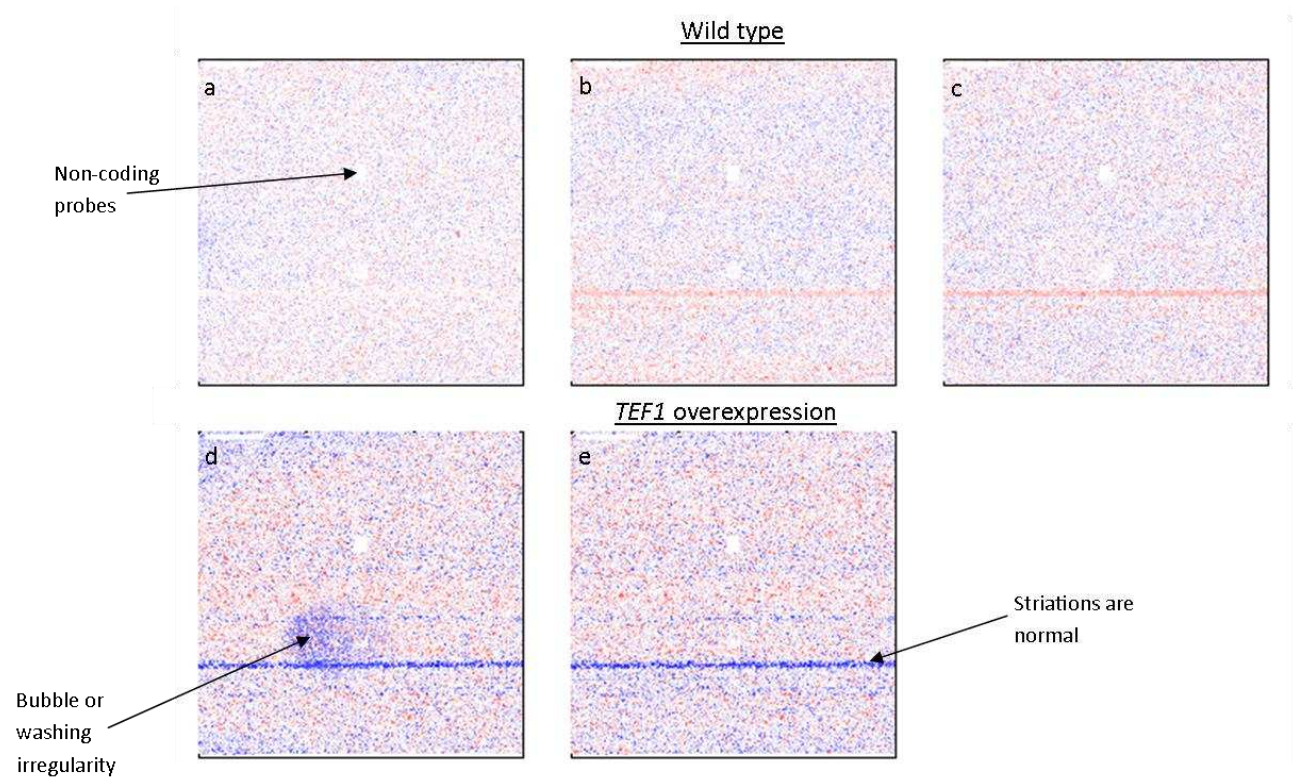 Wild type
a
b
c
Non-coding
probes
TEF1 overexpression
d
e
Striations are
normal
Bubble or
washing
irregularity